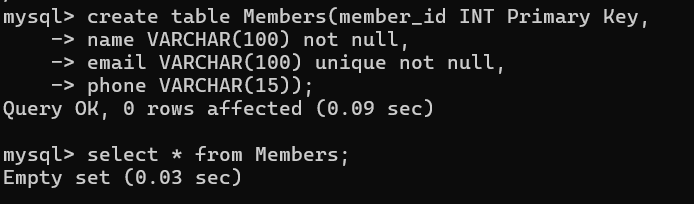 mysql> create table Members(member_id INT Primary Key,
    -> name VARCHAR(100) not null,
    -> email VARCHAR(100) unique not null,
    -> phone VARCHAR(15));
Query OK, 0 rows affected (0.09 sec)

mysql> select * from Members;
Empty set (0.03 sec)